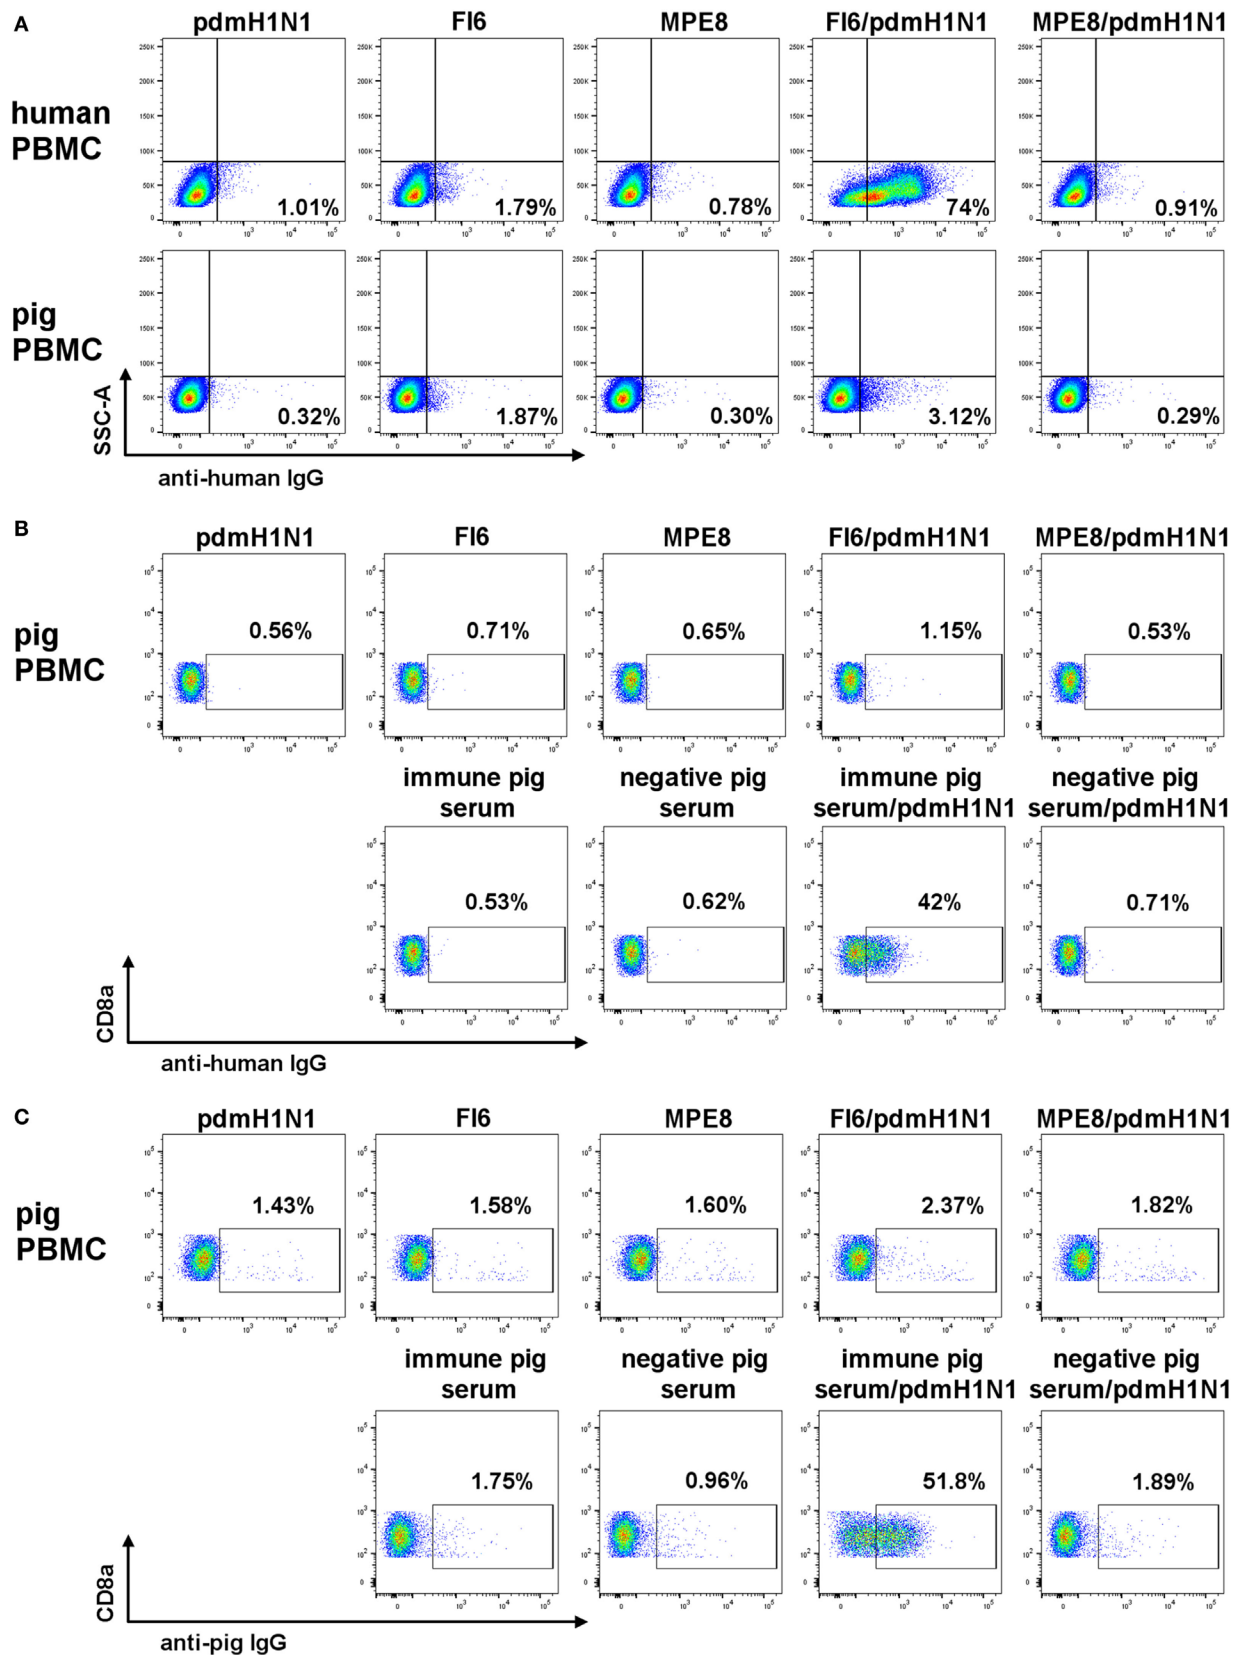 A
pdmH1N1 FI6 MPE8 FI6/pdmH1N1 MPE8/pdmH1N1
human
PBMC
1.01% 1.79% 0.78% 74% 0.91%
pig
PBMC
0.32% 1.87% 0.30% 3.12% 0.29%
SSC-A
anti-human IgG
B
pdmH1N1 FI6 MPE8 FI6/pdmH1N1 MPE8/pdmH1N1
pig
PBMC
0.56% 0.71% 0.65% 1.15% 0.53%
immune pig negative pig immune pig negative pig
serum serum serum/pdmH1N1 serum/pdmH1N1
0.53% 0.62% 42% 0.71%
CD8a
anti-human IgG
C
pdmH1N1 FI6 MPE8 FI6/pdmH1N1 MPE8/pdmH1N1
pig
PBMC
1.43% 1.58% 1.60% 2.37% 1.82%
immune pig negative pig immune pig negative pig
serum serum serum/pdmH1N1 serum/pdmH1N1
1.75% 0.96% 51.8% 1.89%
CD8a
anti-pig IgG